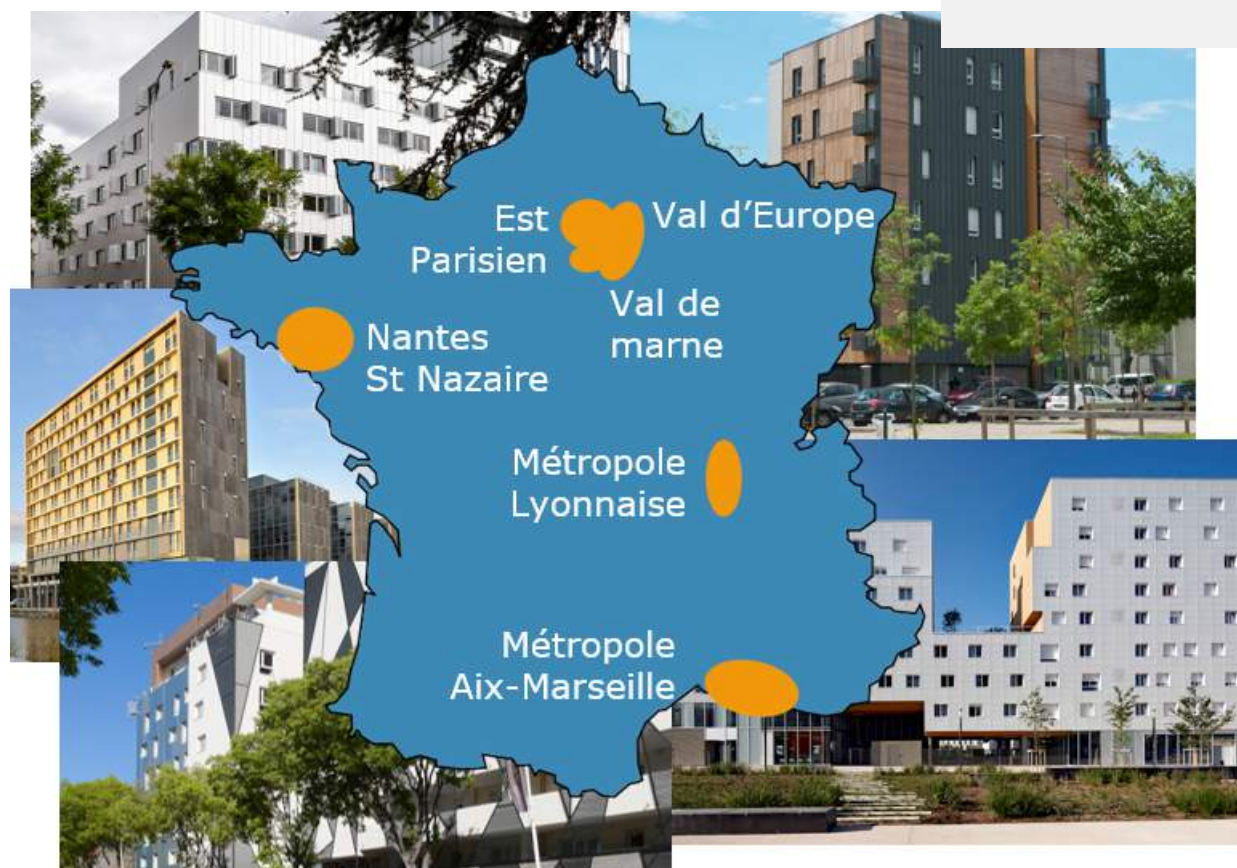 Est
Parisien
Val d'Europe
Val de
marne
Nantes
St Nazaire
Métropole
Lyonnaise
Métropole
Aix-Marseille